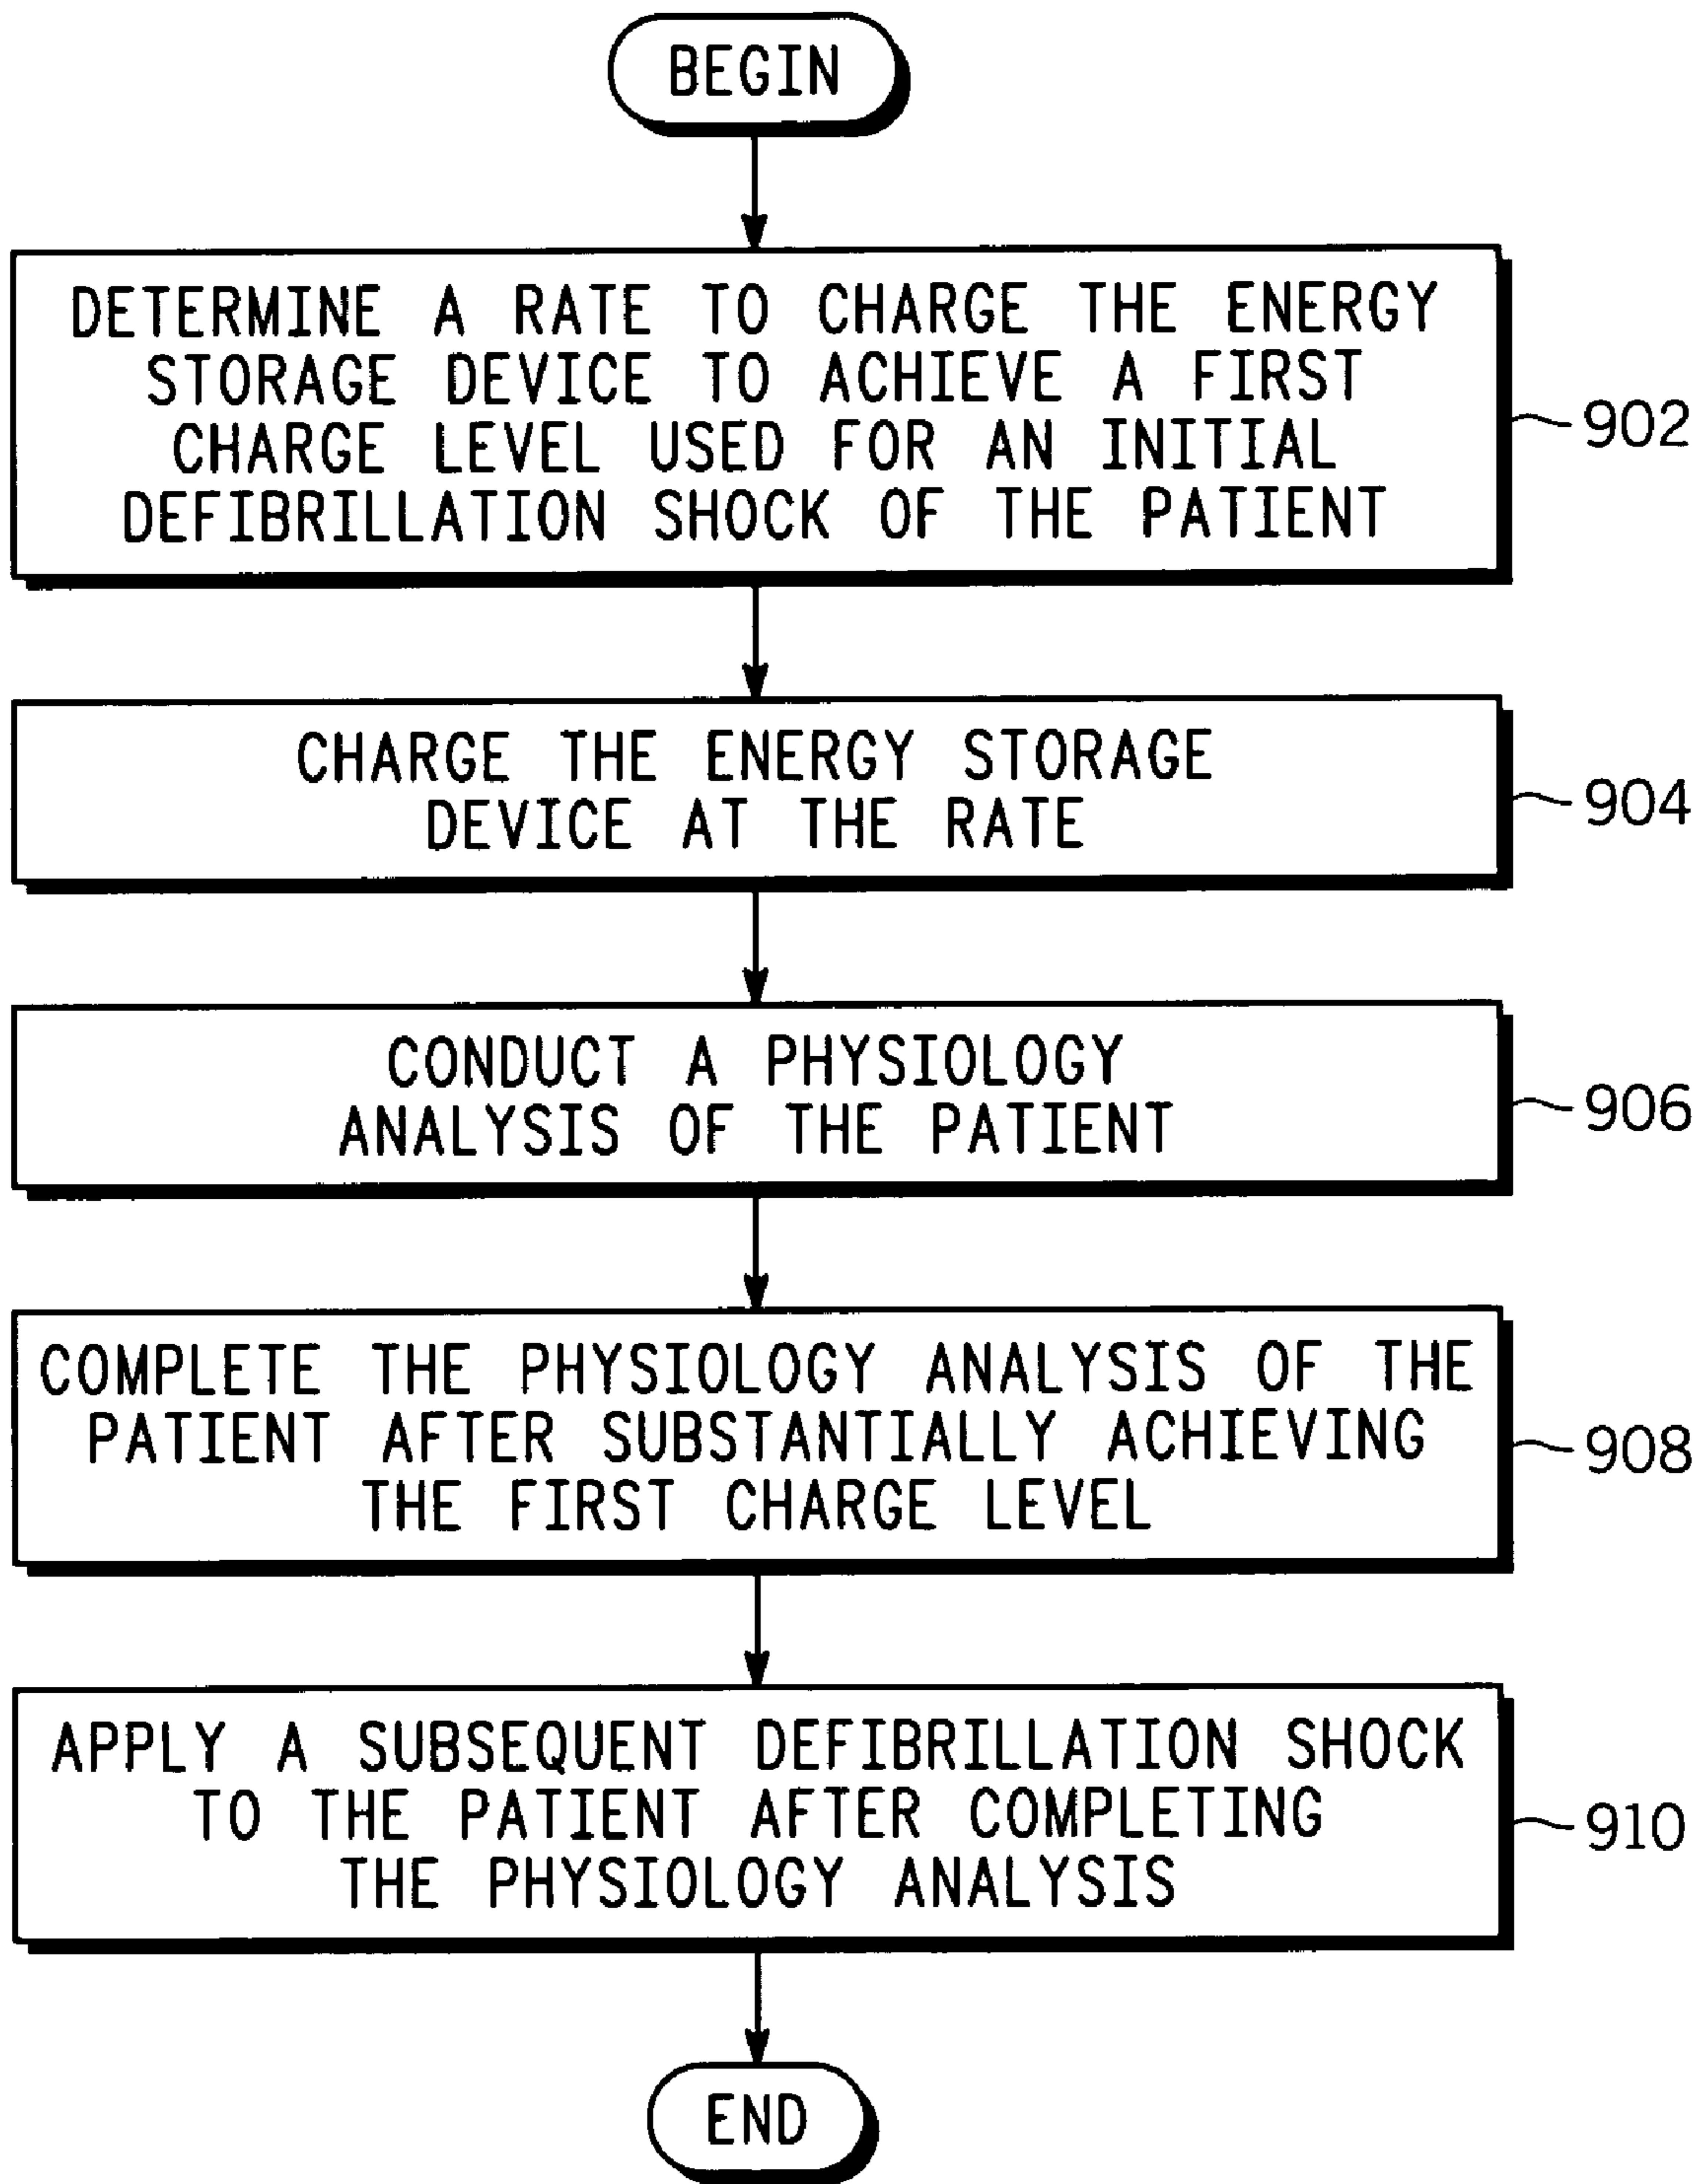 BEGIN
DETERMINE A RATE TO CHARGE THE ENERGY
STORAGE DEVICE TO ACHIEVE A FIRST
CHARGE LEVEL USED FOR AN INITIAL
DEFIBRILLATION SHOCK OF THE PATIENT
902
CHARGE THE ENERGY STORAGE
DEVICE AT THE RATE
904
CONDUCT A PHYSIOLOGY
ANALYSIS OF THE PATIENT
906
COMPLETE THE PHYSIOLOGY ANALYSIS OF THE
PATIENT AFTER SUBSTANTIALLY ACHIEVING
THE FIRST CHARGE LEVEL
908
APPLY A SUBSEQUENT DEFIBRILLATION SHOCK
TO THE PATIENT AFTER COMPLETING
THE PHYSIOLOGY ANALYSIS
910
END